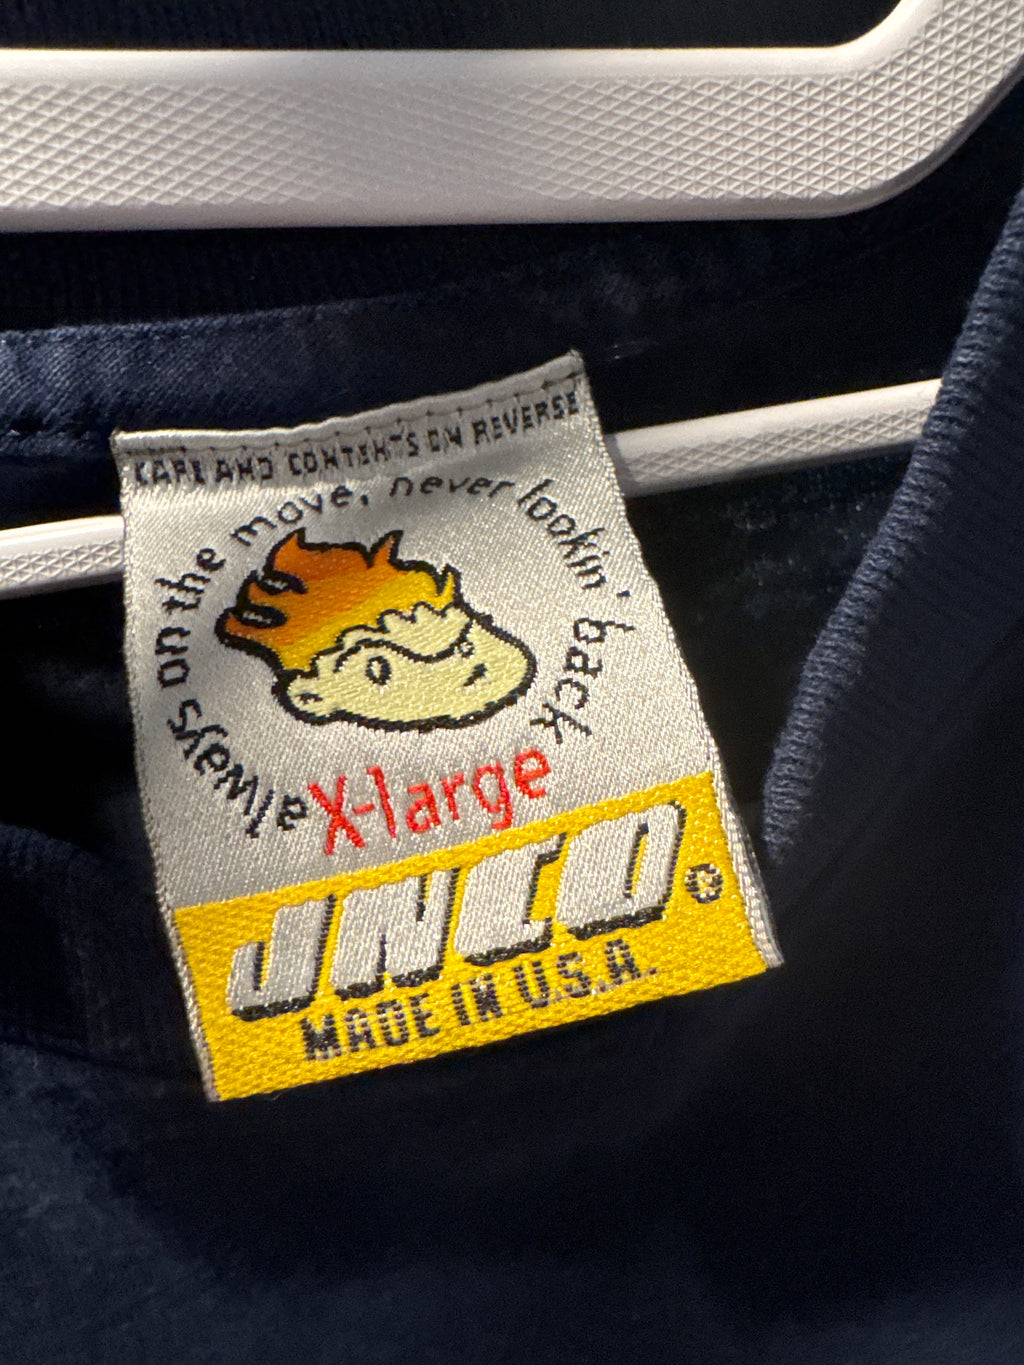 CARE AND CONTENTS ON REVERSE
always on the move, never lookin' back
X-large
JNCO©
MADE IN U.S.A.